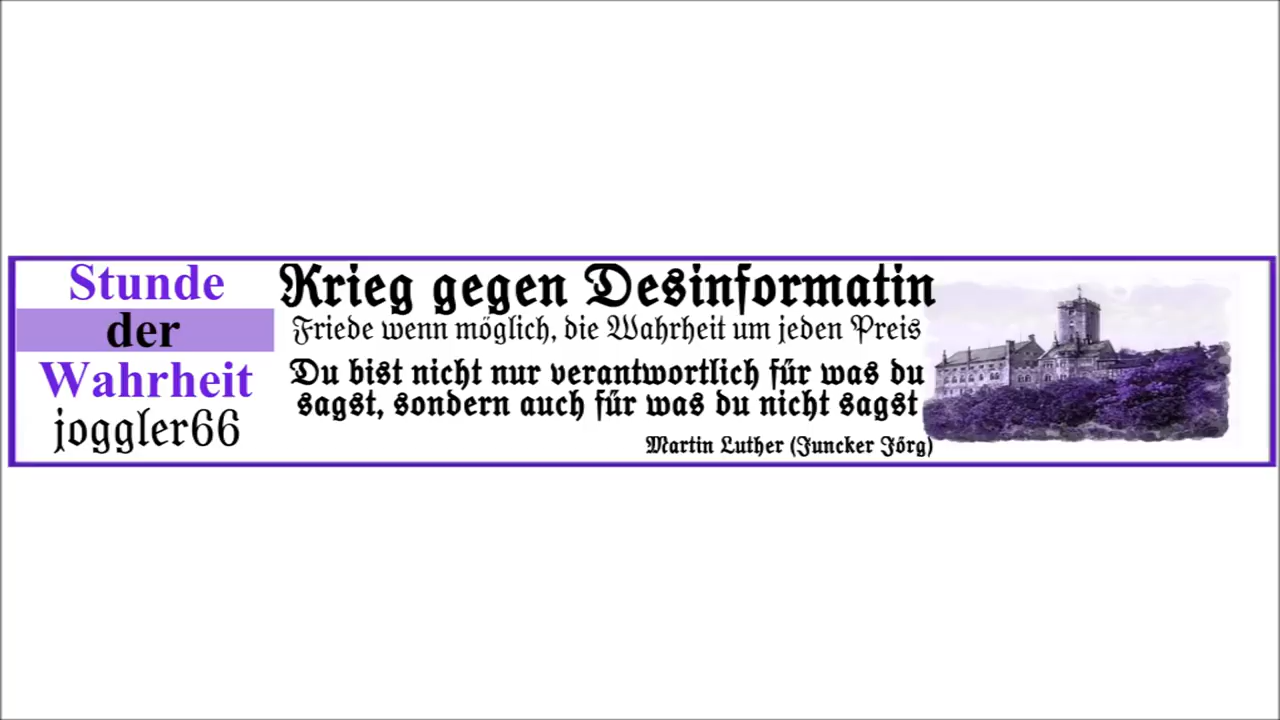 Stunde
der
Wahrheit
joggler66
Krieg gegen Desinformatin
Friede wenn möglich, die Wahrheit um jeden Preis
Du bist nicht nur verantwortlich für was du
sagst, sondern auch für was du nicht sagst
Martin Luther (Juncker Jörg)